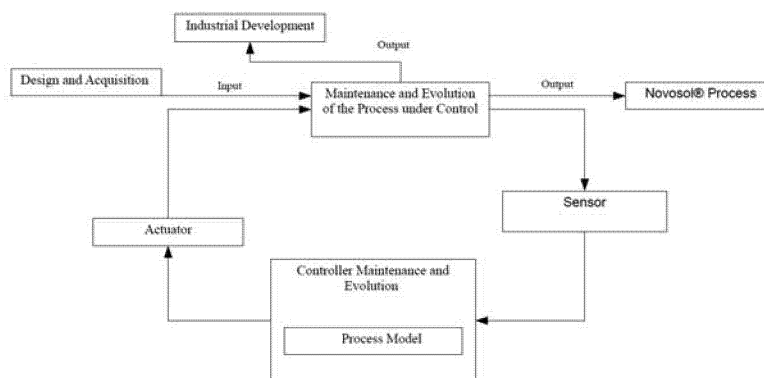 Industrial Development
Output
Design and Acquisition
Input
Maintenance and Evolution
of the Process under Control
Output
Novosol® Process
Sensor
Actuator
Controller Maintenance and
Evolution
Process Model